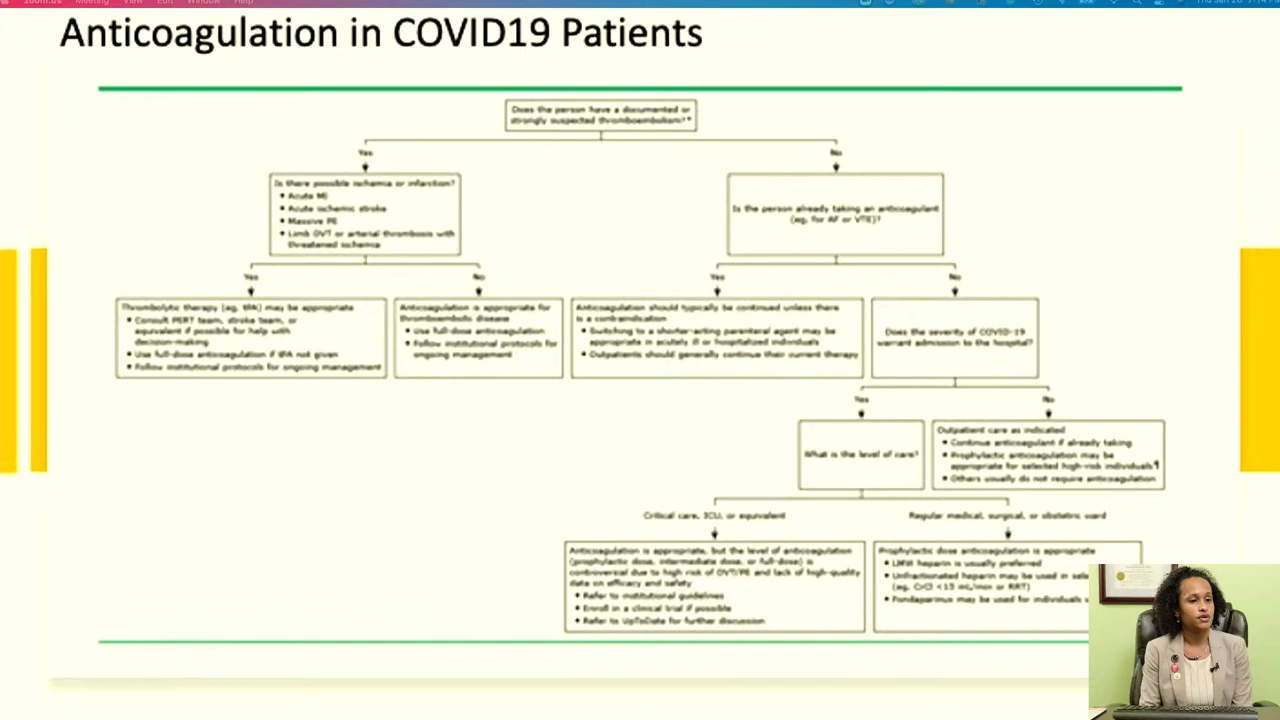 zoom.us Meeting View Edit Window Help
Anticoagulation in COVID19 Patients
Does the person have a documented or
strongly suspected thromboembolism?*
Yes
No
Is there possible ischemia or infarction?
• Acute MI
• Acute ischemic stroke
• Massive PE
• Limb DVT or arterial thrombosis with
threatened ischemia
Is the person already taking an anticoagulant
(eg, for AF or VTE)?
Yes
No
Yes
No
Thrombolytic therapy (eg, tPA) may be appropriate
• Consult PERT team, stroke team, or
equivalent if possible for help with
decision-making
• Use full-dose anticoagulation if tPA not given
• Follow institutional protocols for ongoing management
Anticoagulation is appropriate for
thromboembolic disease
• Use full-dose anticoagulation
• Follow institutional protocols for
ongoing management
Anticoagulation should typically be continued unless there
is a contraindication
• Switching to a shorter-acting parenteral agent may be
appropriate in acutely ill or hospitalized individuals
• Outpatients should generally continue their current therapy
Does the severity of COVID-19
warrant admission to the hospital?
Yes
No
What is the level of care?
Outpatient care as indicated
• Continue anticoagulant if already taking
• Prophylactic anticoagulation may be
appropriate for selected high-risk individuals¶
• Others usually do not require anticoagulation
Critical care, ICU, or equivalent
Regular medical, surgical, or obstetric ward
Anticoagulation is appropriate, but the level of anticoagulation
(prophylactic dose, intermediate dose, or full-dose) is
controversial due to high risk of DVT/PE and lack of high-quality
data on efficacy and safety
• Refer to institutional guidelines
• Enroll in a clinical trial if possible
• Refer to UpToDate for further discussion
Prophylactic dose anticoagulation is appropriate
• LMW heparin is usually preferred
• Unfractionated heparin may be used in
(eg, CrCl <15 mL/min or RRT)
• Fondaparinux may be used for individuals